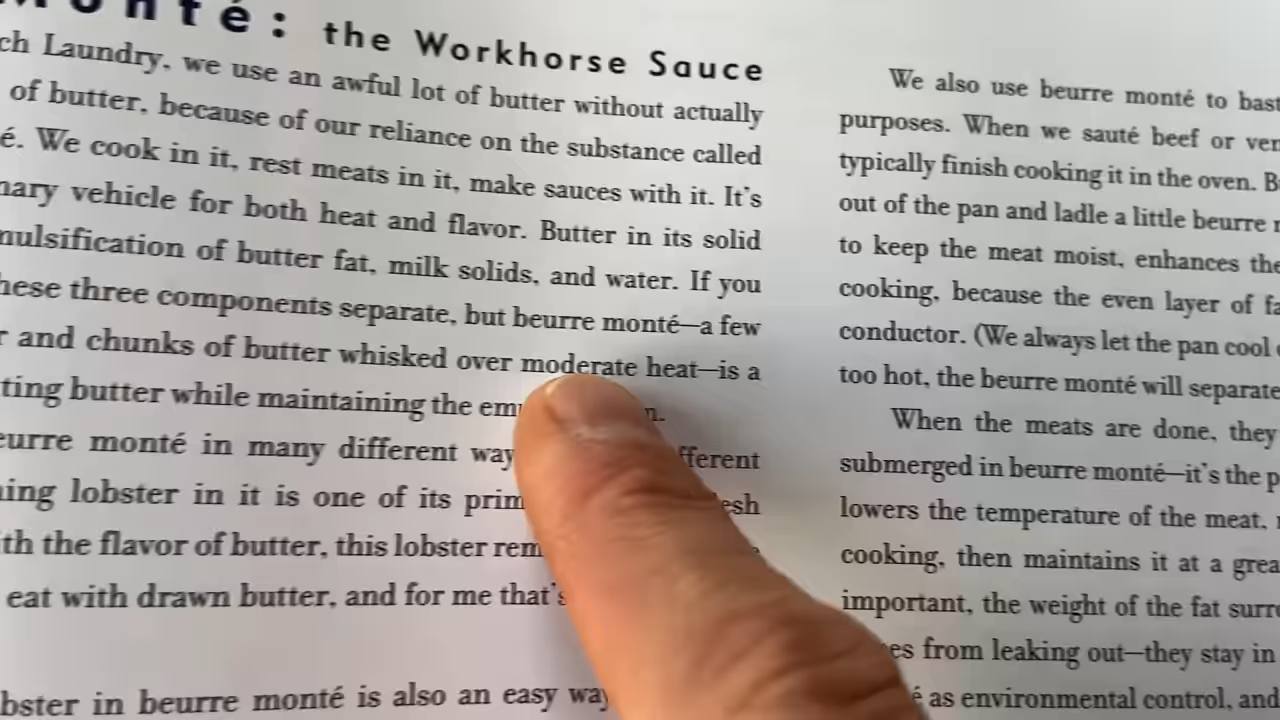 Monté: the Workhorse Sauce
ch Laundry, we use an awful lot of butter without actually
of butter, because of our reliance on the substance called
é. We cook in it, rest meats in it, make sauces with it. It's
nary vehicle for both heat and flavor. Butter in its solid
mulsification of butter fat, milk solids, and water. If you
hese three components separate, but beurre monté—a few
r and chunks of butter whisked over moderate heat—is a
ting butter while maintaining the em n.
eurre monté in many different way fferent
ning lobster in it is one of its prim esh
ith the flavor of butter, this lobster rem
eat with drawn butter, and for me that's
bster in beurre monté is also an easy way
We also use beurre monté to bast
purposes. When we sauté beef or ven
typically finish cooking it in the oven. B
out of the pan and ladle a little beurre
to keep the meat moist, enhances the
cooking, because the even layer of fa
conductor. (We always let the pan cool
too hot, the beurre monté will separate
When the meats are done, they
submerged in beurre monté—it's the p
lowers the temperature of the meat,
cooking, then maintains it at a grea
important, the weight of the fat surr
es from leaking out—they stay in
é as environmental control, and